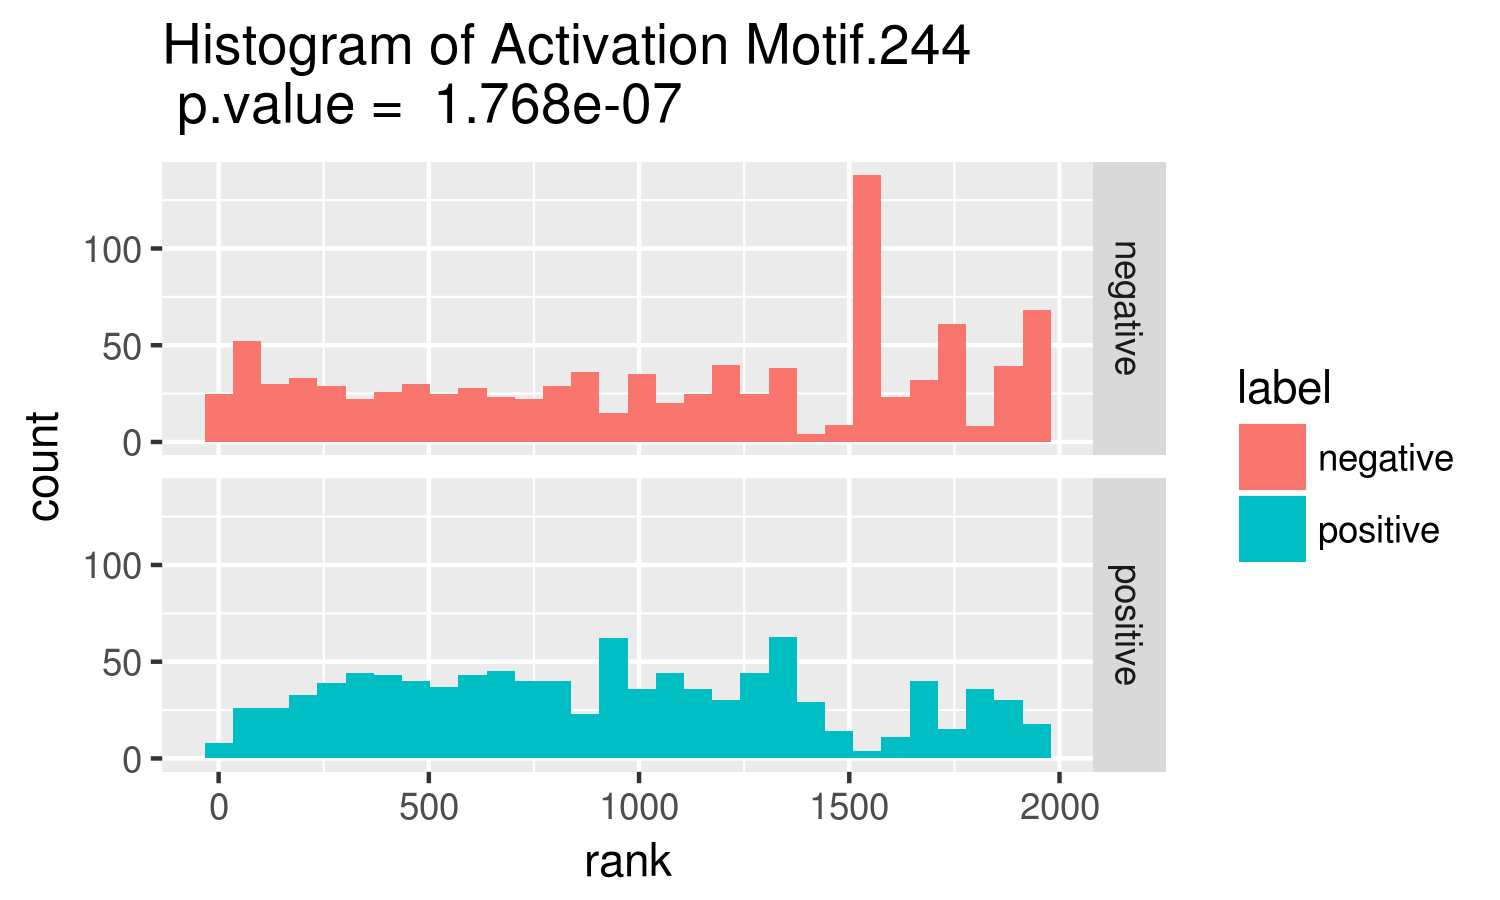 Histogram of Activation Motif.244
p.value =  1.768e-07
count
100
50
0
negative
100
50
0
positive
0 500 1000 1500 2000
rank
label
negative
positive